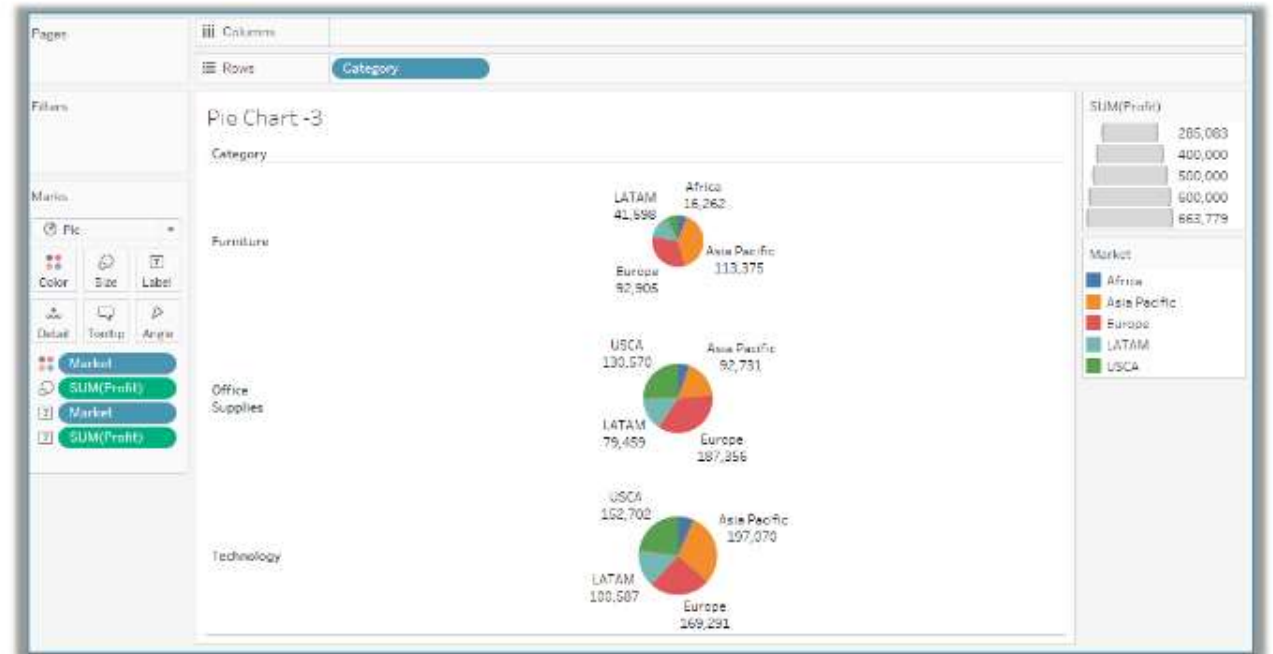 Pages
Columns
Rows
Category
Filters
Marks
Pie
Color
Size
Label
Detail
Tooltip
Angle
Market
SUM(Profit)
Market
SUM(Profit)
Pie Chart -3
Category
Furniture
LATAM
41,598
Africa
16,262
Asia Pacific
113,375
Europe
92,905
Office
Supplies
USCA
130,570
Asia Pacific
92,731
LATAM
79,459
Europe
187,356
Technology
USCA
152,702
Asia Pacific
197,070
LATAM
100,587
Europe
169,291
SUM(Profit)
285,083
400,000
500,000
600,000
663,779
Market
Africa
Asia Pacific
Europe
LATAM
USCA